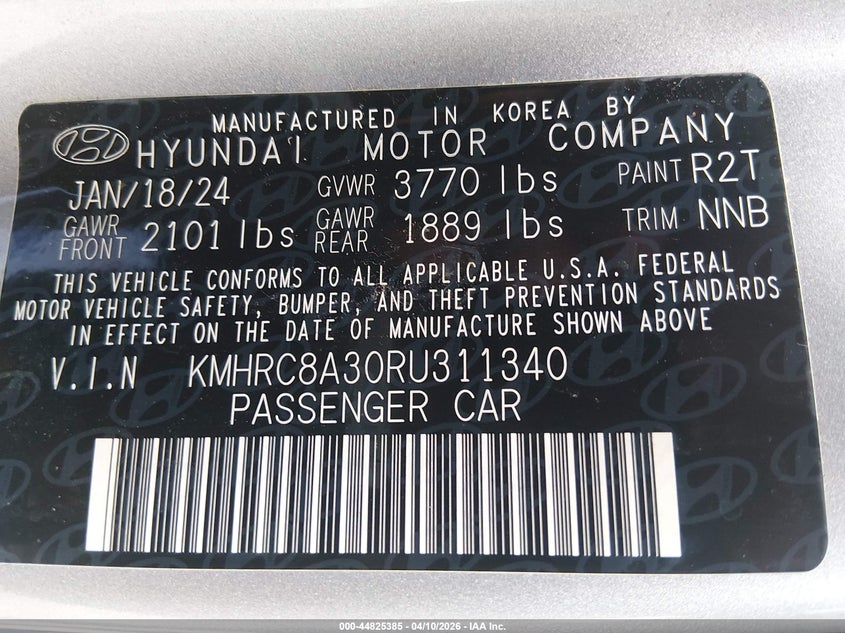 MANUFACTURED IN KOREA BY
HYUNDAI MOTOR COMPANY
JAN/18/24 GVWR 3770 lbs PAINT R2T
GAWR FRONT 2101 lbs GAWR REAR 1889 lbs TRIM NNB
THIS VEHICLE CONFORMS TO ALL APPLICABLE U.S.A. FEDERAL
MOTOR VEHICLE SAFETY, BUMPER, AND THEFT PREVENTION STANDARDS
IN EFFECT ON THE DATE OF MANUFACTURE SHOWN ABOVE
V.I.N KMHRC8A30RU311340
PASSENGER CAR
000-44825385 - 04/10/2026 - IAA Inc.